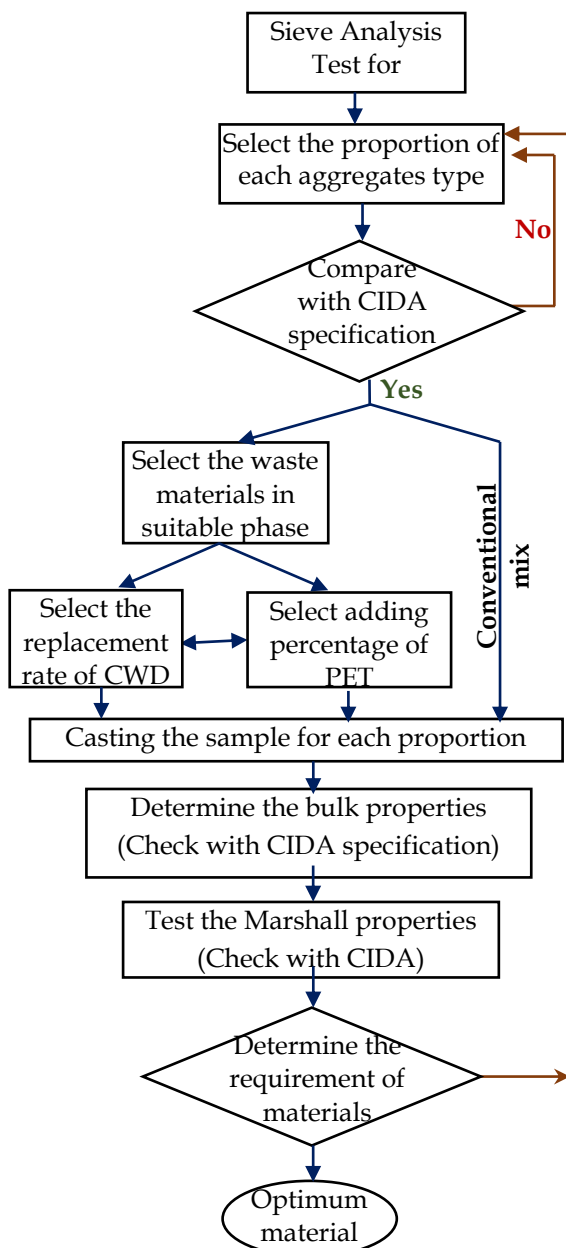 Sieve Analysis
Test for
Select the proportion of
each aggregates type
No
Compare
with CIDA
specification
Yes
Select the waste
materials in
suitable phase
Conventional
mix
Select the
replacement
rate of CWD
Select adding
percentage of
PET
Casting the sample for each proportion
Determine the bulk properties
(Check with CIDA specification)
Test the Marshall properties
(Check with CIDA)
Determine the
requirement of
materials
Optimum
material